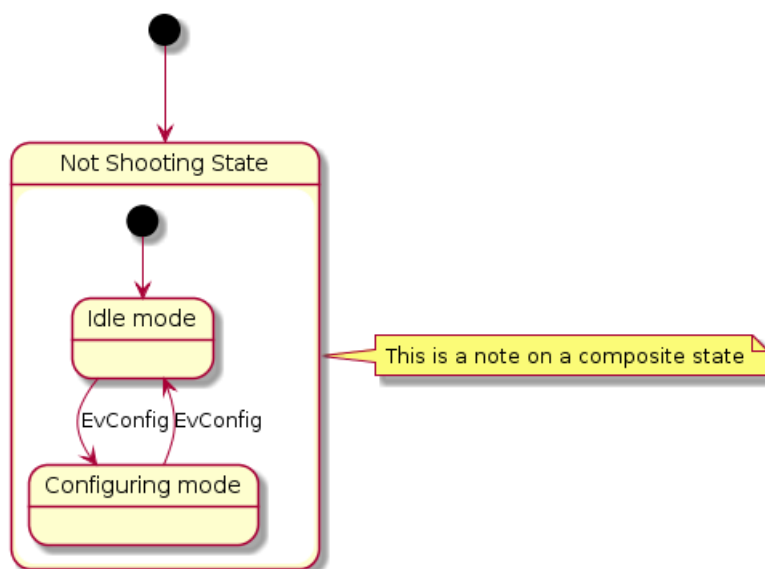 Not Shooting State
Idle mode
This is a note on a composite state
EvConfig EvConfig
Configuring mode